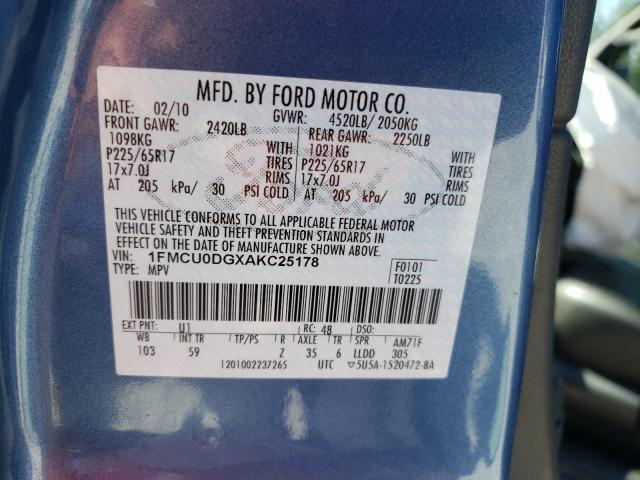 MFD. BY FORD MOTOR CO.
DATE: 02/10 GVWR: 4520LB/ 2050KG
FRONT GAWR: 2420LB REAR GAWR: 2250LB
1098KG WITH 1021KG WITH
P225/65R17 TIRES P225/65R17 TIRES
17x7.0J RIMS 17x7.0J RIMS
AT 205 kPa/ 30 PSI COLD AT 205 kPa/ 30 PSI COLD
THIS VEHICLE CONFORMS TO ALL APPLICABLE FEDERAL MOTOR
VEHICLE SAFETY AND THEFT PREVENTION STANDARDS IN
EFFECT ON THE DATE OF MANUFACTURE SHOWN ABOVE.
VIN: 1FMCU0DGXAKC25178 F0101
TYPE: MPV T0225
EXT PNT: U1 RC: 48 DSO:
WB INT TR TP/PS R AXLE TR SPR AM71F
103 59 Z 35 6 LLDD 305
1201002237265 UTC ▽5U5A-1520472-BA